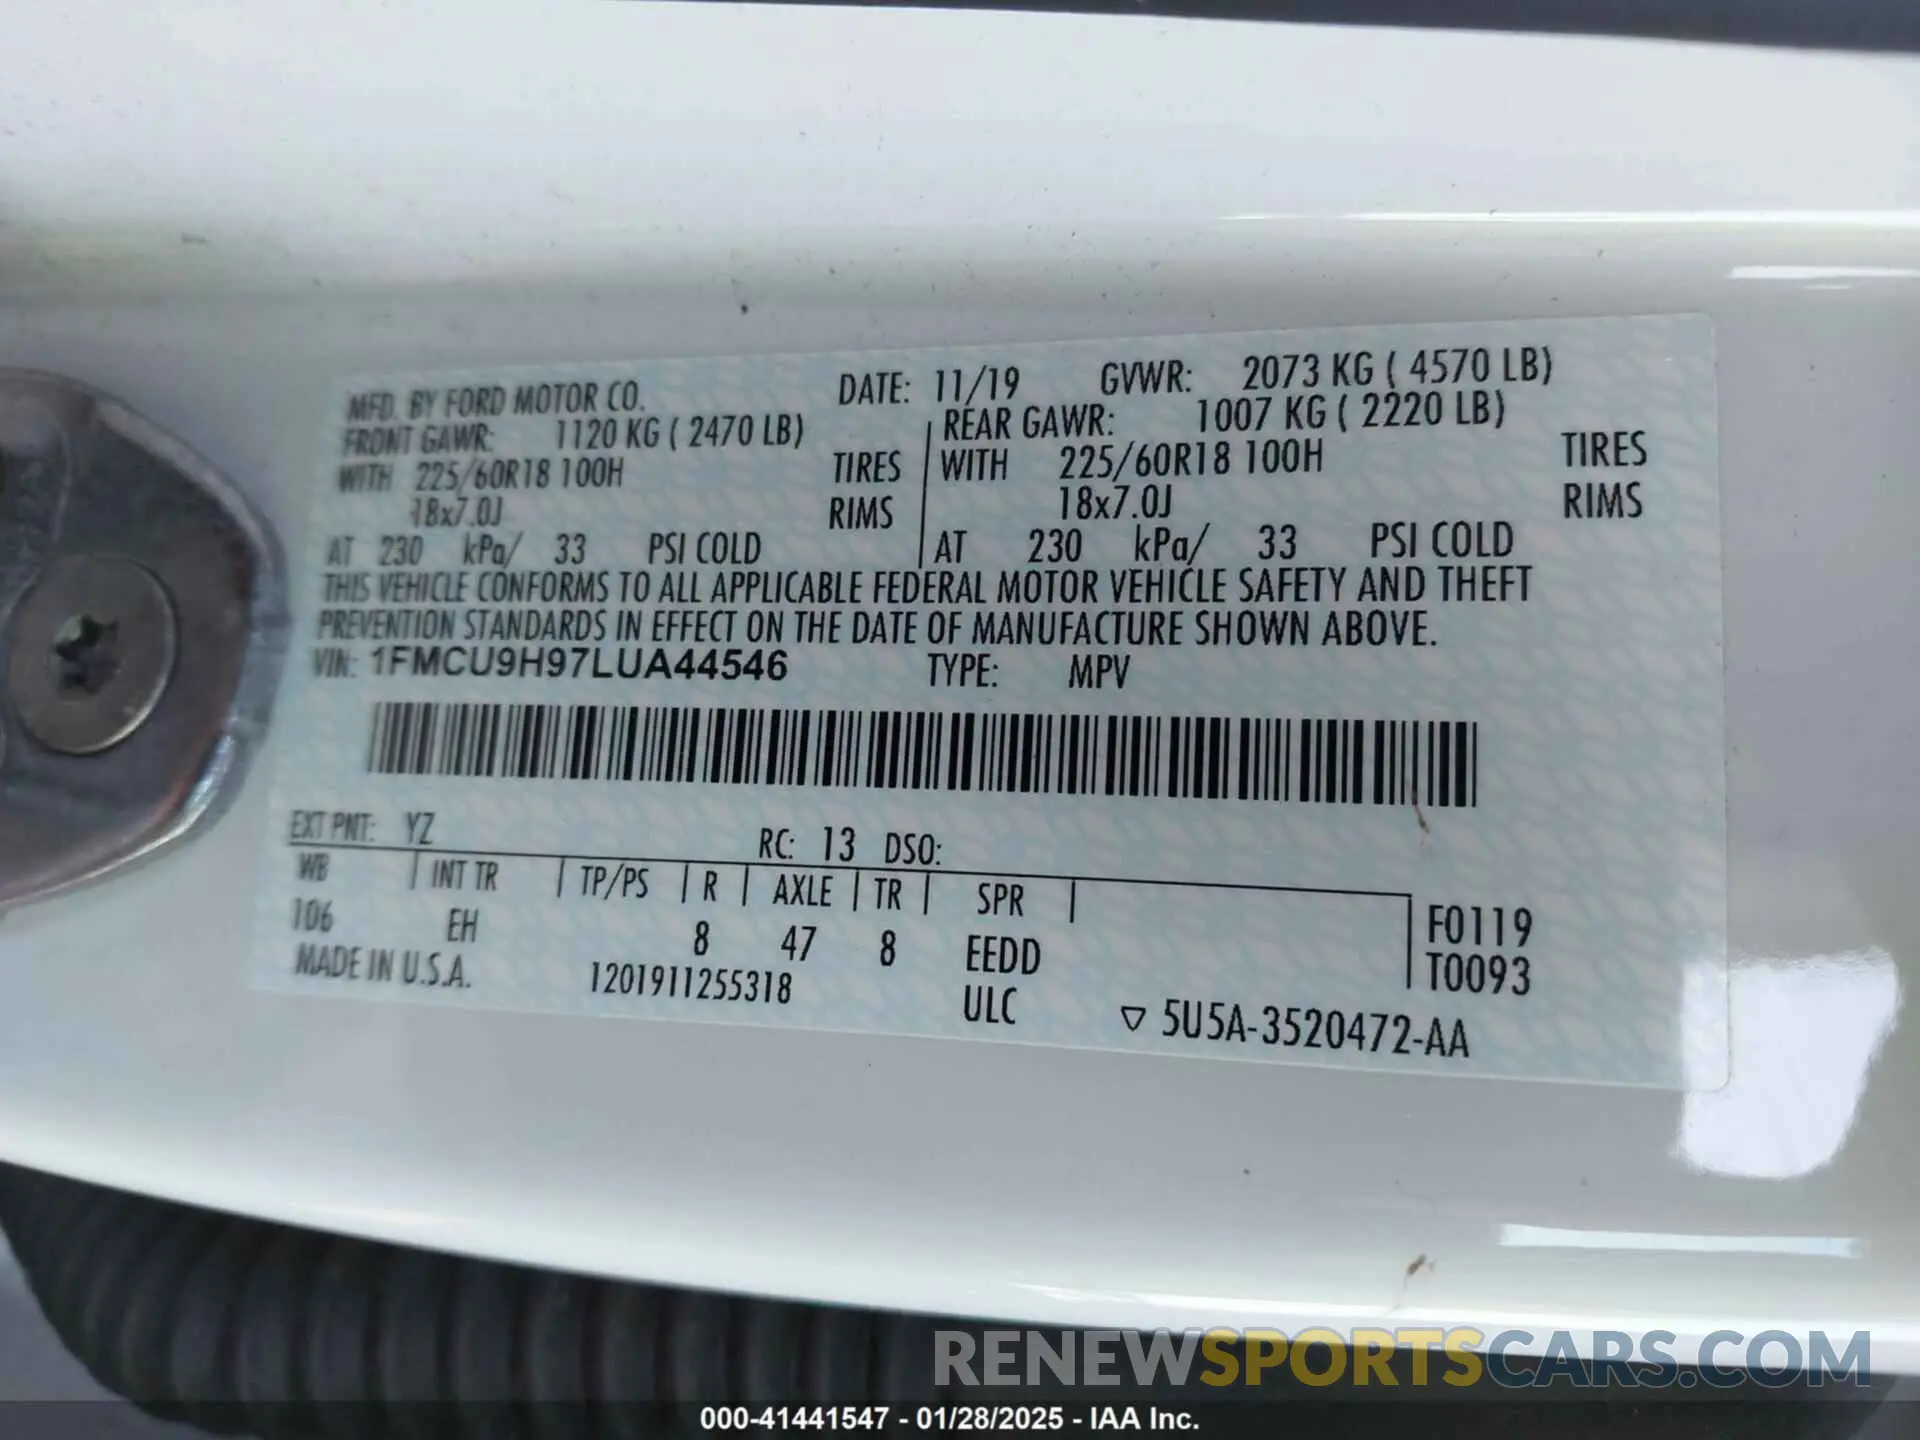 MFD. BY FORD MOTOR CO. DATE: 11/19 GVWR: 2073 KG ( 4570 LB)
FRONT GAWR: 1120 KG ( 2470 LB) REAR GAWR: 1007 KG ( 2220 LB)
WITH 225/60R18 100H TIRES WITH 225/60R18 100H TIRES
18x7.0J RIMS 18x7.0J RIMS
AT 230 kPa/ 33 PSI COLD AT 230 kPa/ 33 PSI COLD
THIS VEHICLE CONFORMS TO ALL APPLICABLE FEDERAL MOTOR VEHICLE SAFETY AND THEFT
PREVENTION STANDARDS IN EFFECT ON THE DATE OF MANUFACTURE SHOWN ABOVE.
VIN: 1FMCU9H97LUA44546 TYPE: MPV
EXT PNT: YZ RC: 13 DSO:
WB INT TR TP/PS R AXLE TR SPR
106 EH 8 47 8 EEDD
F0119
T0093
MADE IN U.S.A. 1201911255318 ULC ▽ 5U5A-3520472-AA
RENEWSPORTSCARS.COM
000-41441547 - 01/28/2025 - IAA Inc.